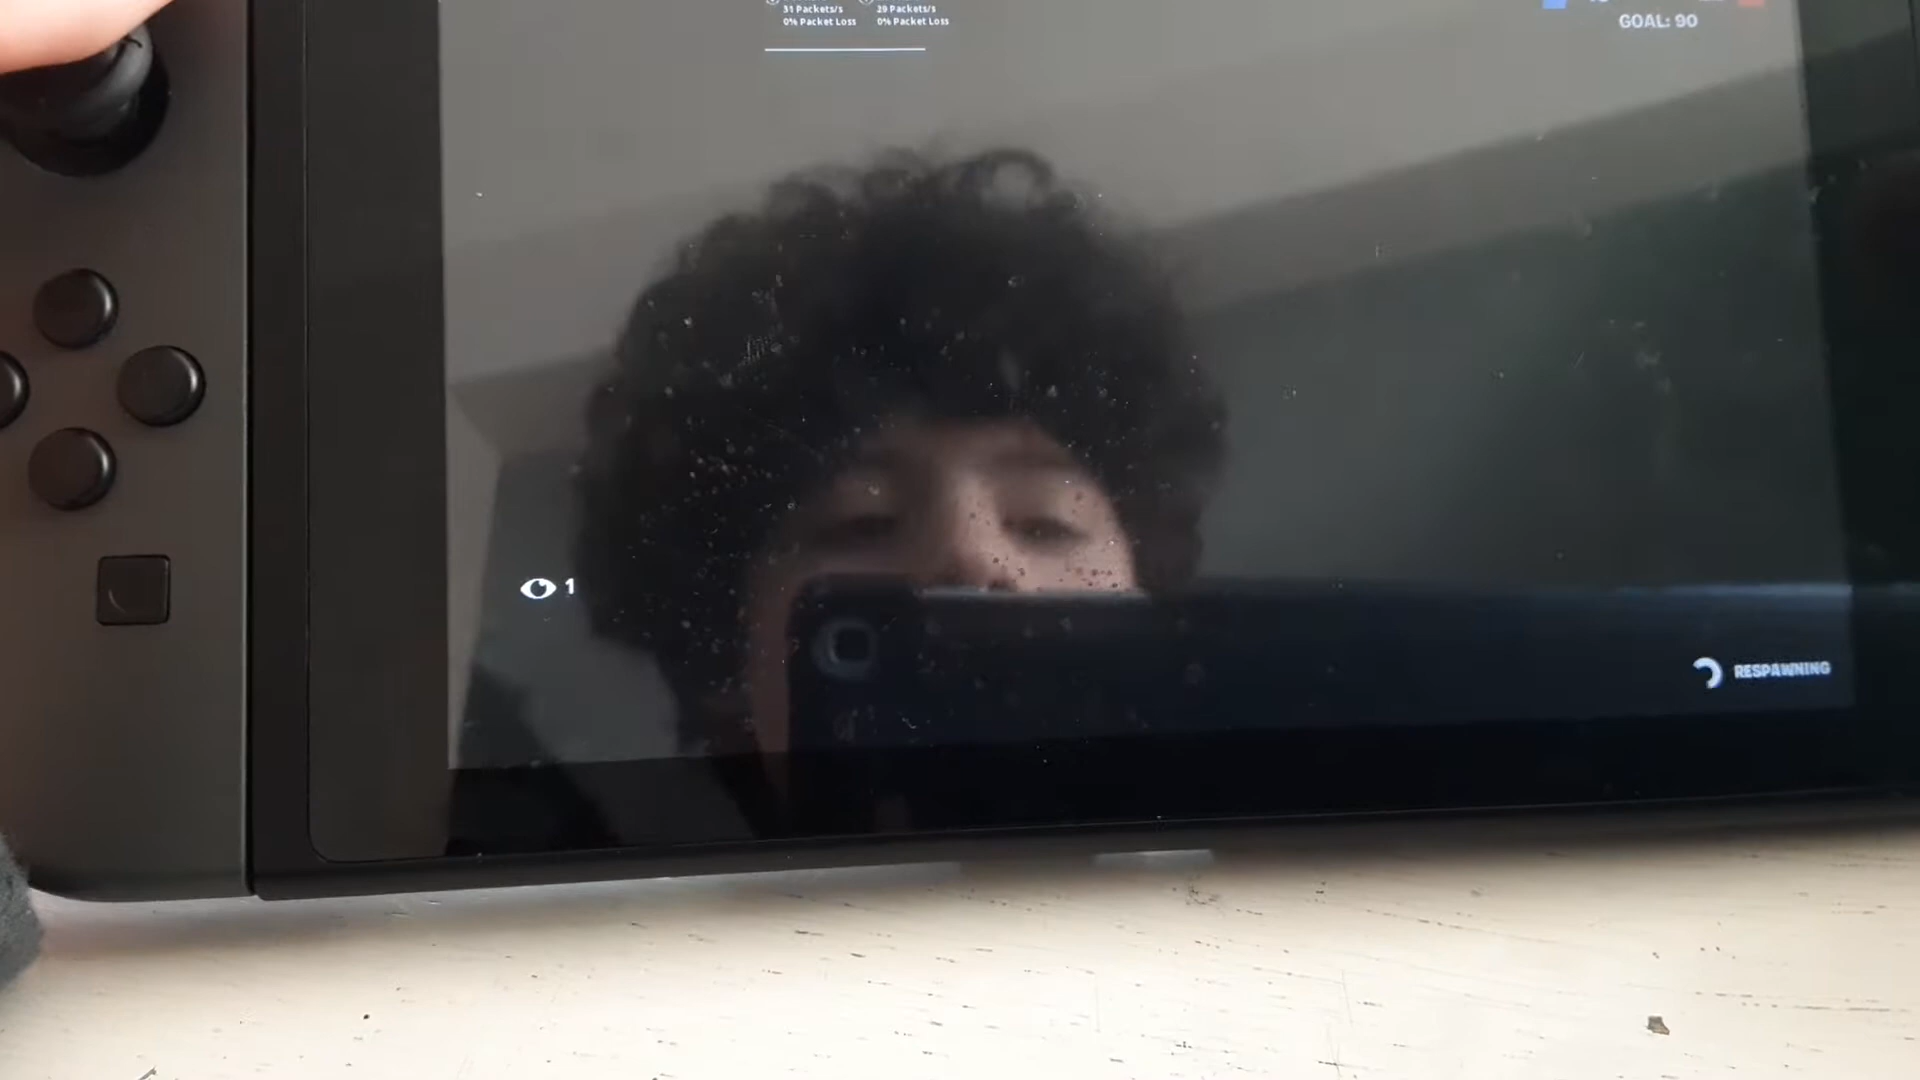 31 Packets/s 29 Packets/s
0% Packet Loss 0% Packet Loss
GOAL: 90
1
RESPAWNING